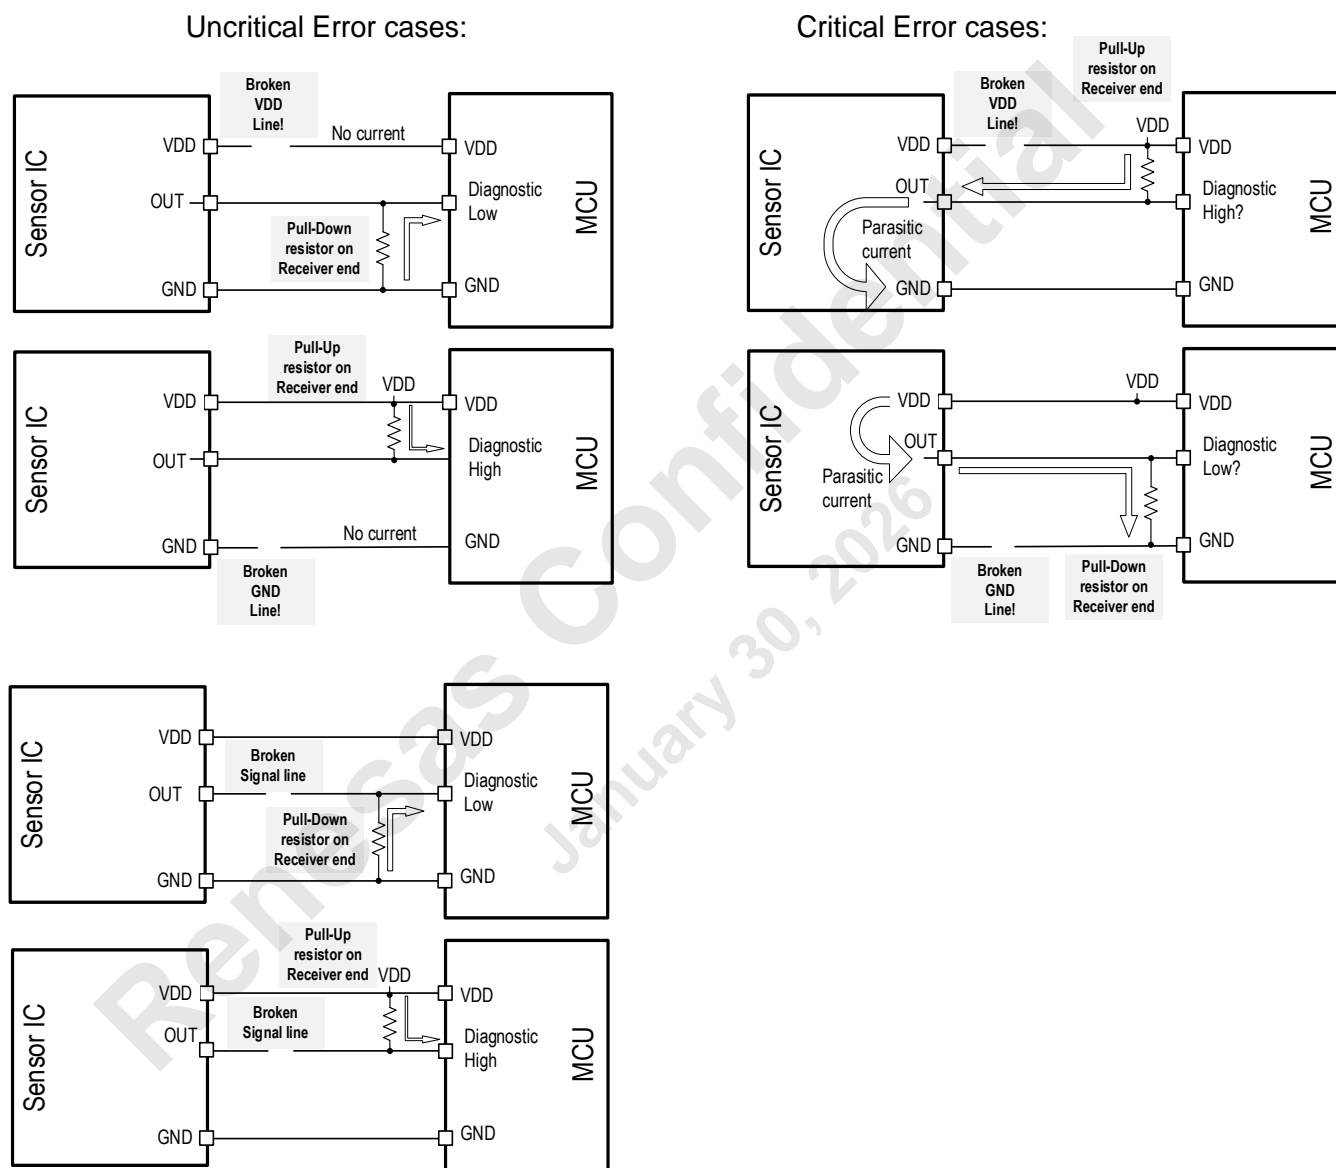 Uncritical Error cases:
Critical Error cases:
Broken
VDD
Line!
Sensor IC
VDD
No current
VDD
OUT
Diagnostic
Low
MCU
Pull-Down
resistor on
Receiver end
GND
GND
Pull-Up
resistor on
Receiver end
VDD
Sensor IC
VDD
VDD
OUT
Diagnostic
High
MCU
GND
No current
GND
Broken
GND
Line!
Sensor IC
VDD
VDD
Broken
Signal line
OUT
Diagnostic
Low
MCU
Pull-Down
resistor on
Receiver end
GND
GND
Pull-Up
resistor on
Receiver end
VDD
Sensor IC
VDD
VDD
Broken
Signal line
OUT
Diagnostic
High
MCU
GND
GND
Pull-Up
resistor on
Receiver end
Broken
VDD
Line!
VDD
Sensor IC
VDD
VDD
OUT
Diagnostic
High?
MCU
Parasitic
current
GND
GND
VDD
Sensor IC
VDD
VDD
OUT
Diagnostic
Low?
MCU
Parasitic
current
GND
GND
Broken
GND
Line!
Pull-Down
resistor on
Receiver end
Renesas Confidential
January 30, 2026